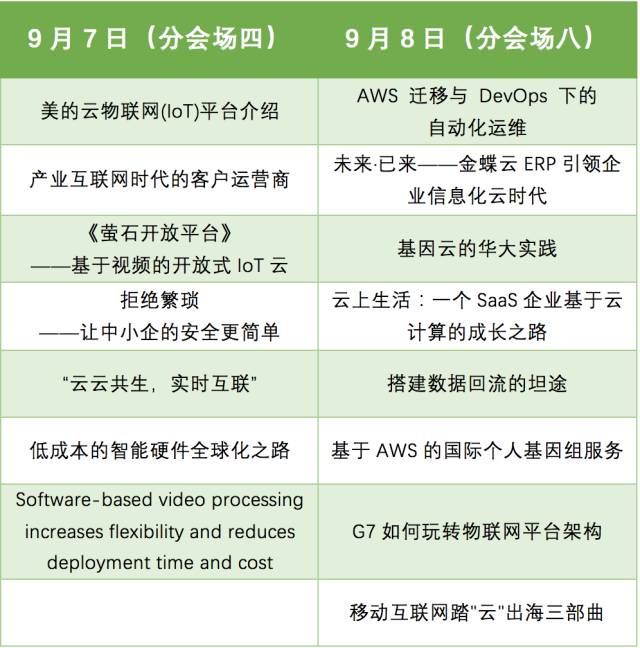 9月7日（分会场四）
9月8日（分会场八）
美的云物联网(IoT)平台介绍
AWS 迁移与 DevOps 下的
自动化运维
产业互联网时代的客户运营商
未来·已来——金蝶云 ERP 引领企
业信息化云时代
《萤石开放平台》
——基于视频的开放式 IoT 云
基因云的华大实践
拒绝繁琐
——让中小企的安全更简单
云上生活：一个 SaaS 企业基于云
计算的成长之路
“云云共生，实时互联”
搭建数据回流的坦途
低成本的智能硬件全球化之路
基于 AWS 的国际个人基因组服务
Software-based video processing
increases flexibility and reduces
deployment time and cost
G7 如何玩转物联网平台架构
移动互联网踏"云"出海三部曲